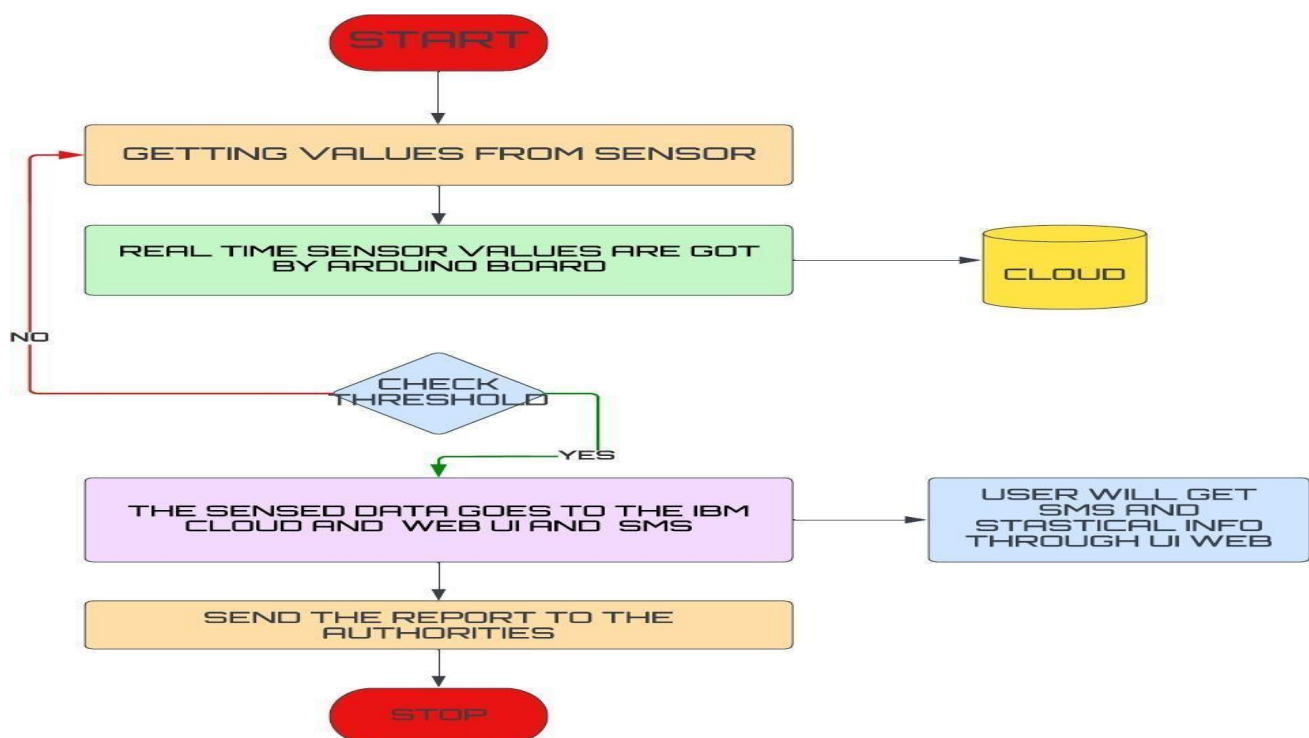 START
GETTING VALUES FROM SENSOR
REAL TIME SENSOR VALUES ARE GOT
BY ARDUINO BOARD
CLOUD
NO
CHECK
THRESHOLD
YES
THE SENSED DATA GOES TO THE IBM
CLOUD AND WEB UI AND SMS
USER WILL GET
SMS AND
STASTICAL INFO
THROUGH UI WEB
SEND THE REPORT TO THE
AUTHORITIES
STOP